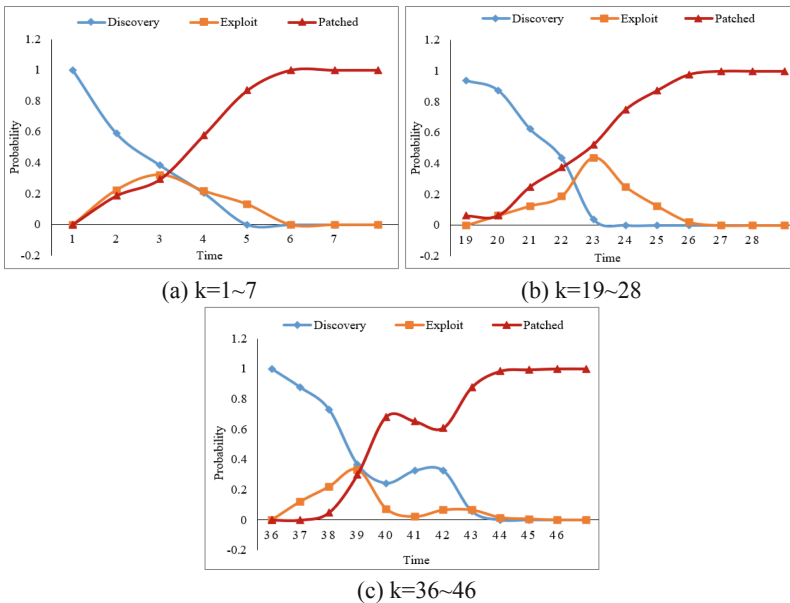 Discovery Exploit Patched
1.2
1
0.8
0.6
0.4
0.2
0
-0.2
Probability
1 2 3 4 5 6 7
Time
(a) k=1~7
Discovery Exploit Patched
1.2
1
0.8
0.6
0.4
0.2
0
-0.2
Probability
19 20 21 22 23 24 25 26 27 28
Time
(b) k=19~28
Discovery Exploit Patched
1.2
1
0.8
0.6
0.4
0.2
0
-0.2
Probability
36 37 38 39 40 41 42 43 44 45 46
Time
(c) k=36~46